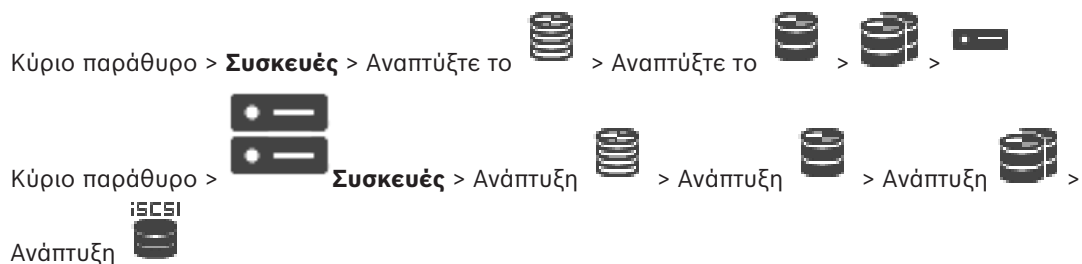 Κύριο παράθυρο > Συσκευές > Αναπτύξτε το > Αναπτύξτε το > >
Κύριο παράθυρο > Συσκευές > Ανάπτυξη > Ανάπτυξη > Ανάπτυξη >
iSCSI
Ανάπτυξη